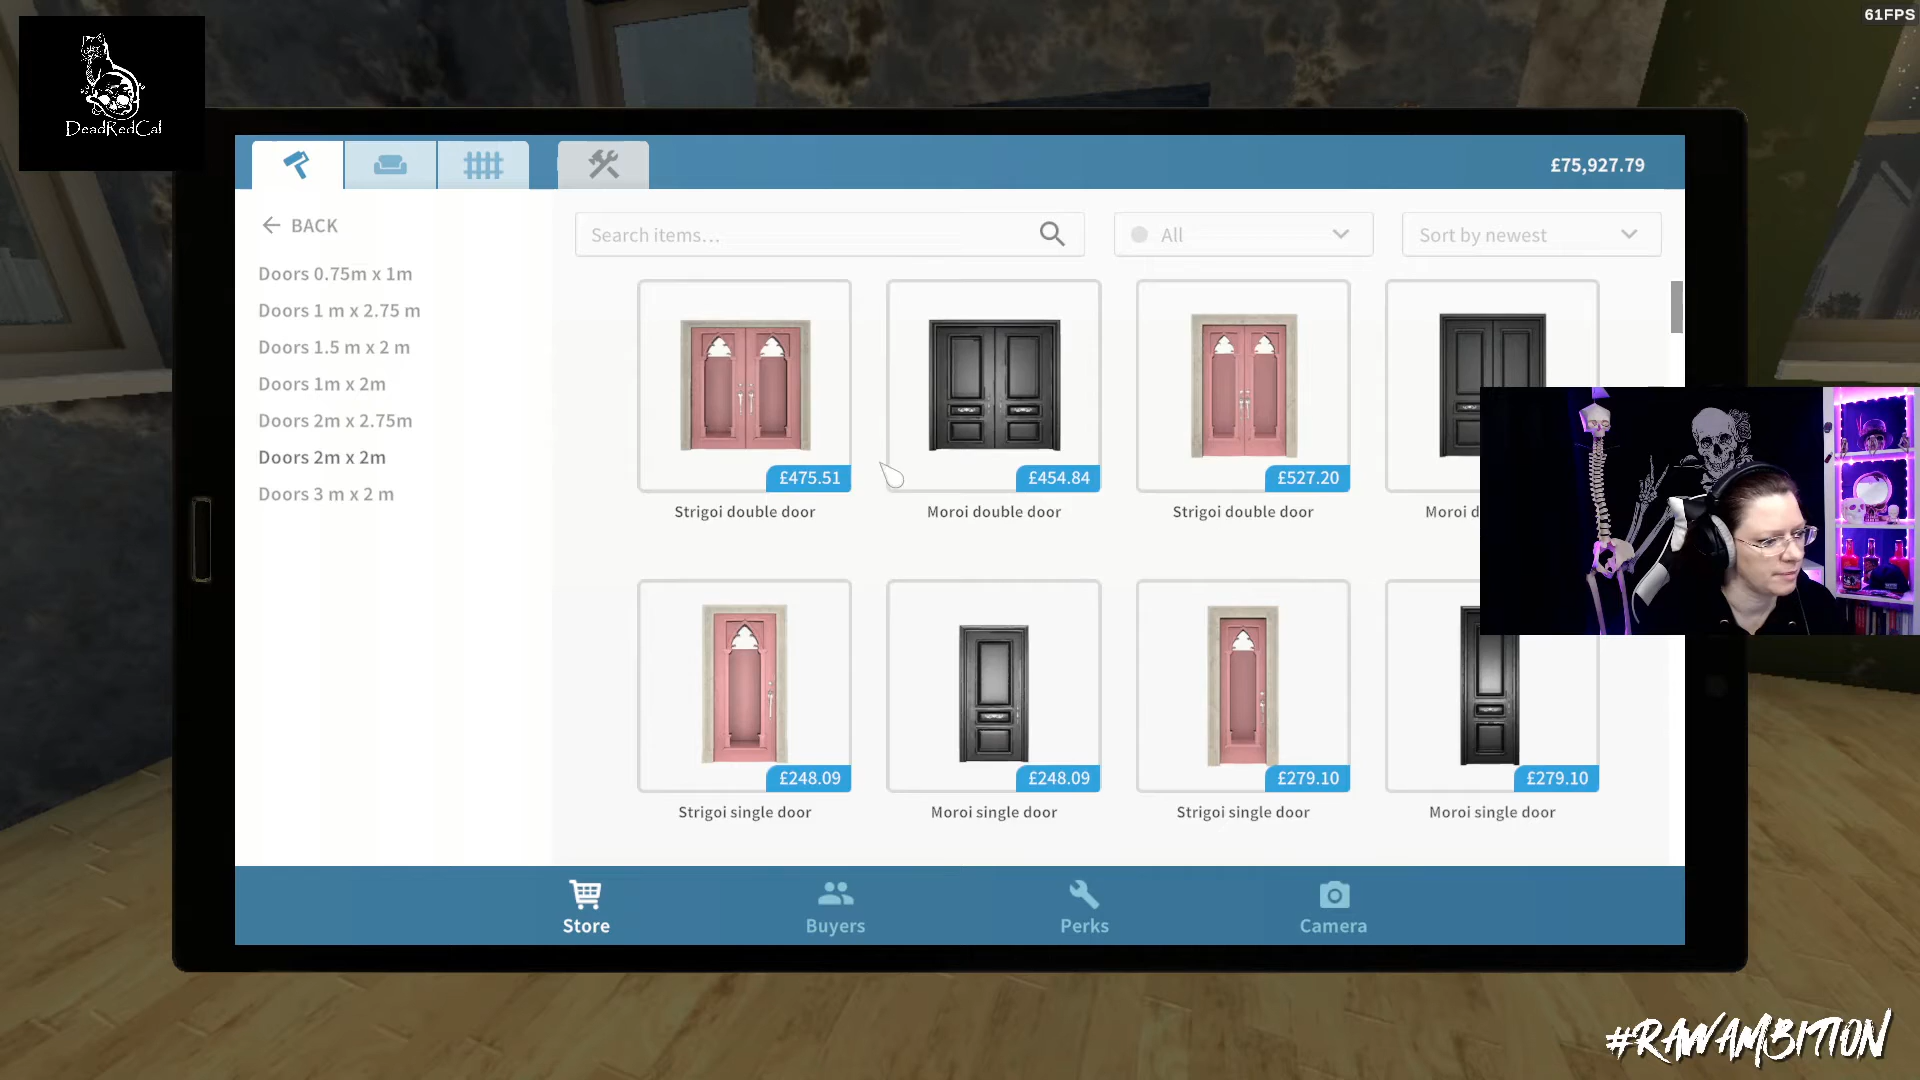 61FPS
DeadRedCal
£75,927.79
BACK
Search items...
All
Sort by newest
Doors 0.75m x 1m
Doors 1 m x 2.75 m
Doors 1.5 m x 2 m
Doors 1m x 2m
Doors 2m x 2.75m
Doors 2m x 2m
Doors 3 m x 2 m
£475.51
£454.84
£527.20
Strigoi double door
Moroi double door
Strigoi double door
Moroi d
£248.09
£248.09
£279.10
£279.10
Strigoi single door
Moroi single door
Strigoi single door
Moroi single door
Store
Buyers
Perks
Camera
#RAWAMBITION